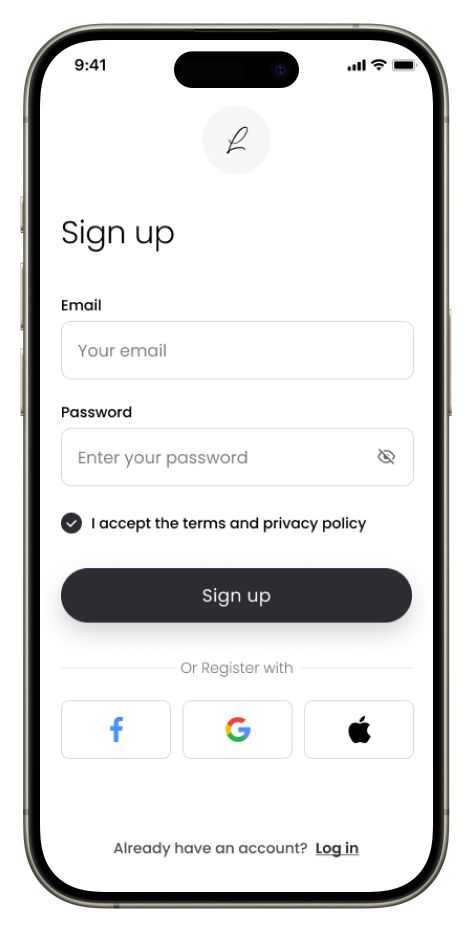 9:41
L
Sign up
Email
Your email
Password
Enter your password
I accept the terms and privacy policy
Sign up
Or Register with
f G
Already have an account? Log in